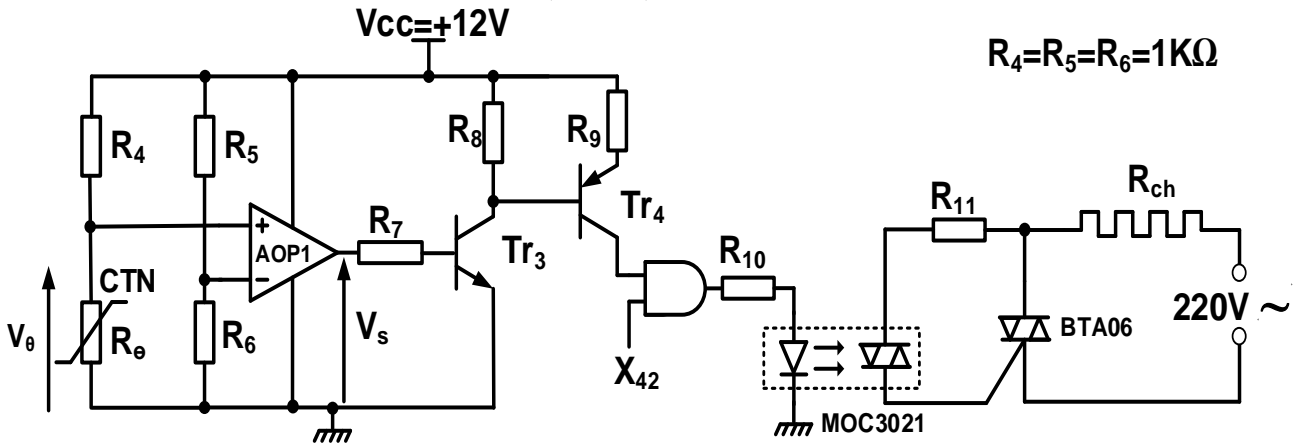 Vcc=+12V
R4=R5=R6=1KΩ
R4
R5
R8
R9
+
AOP1
−
R7
Tr3
Tr4
R10
R11
Rch
CTN
Vθ
Rθ
R6
Vs
X42
BTA06
220V ~
MOC3021